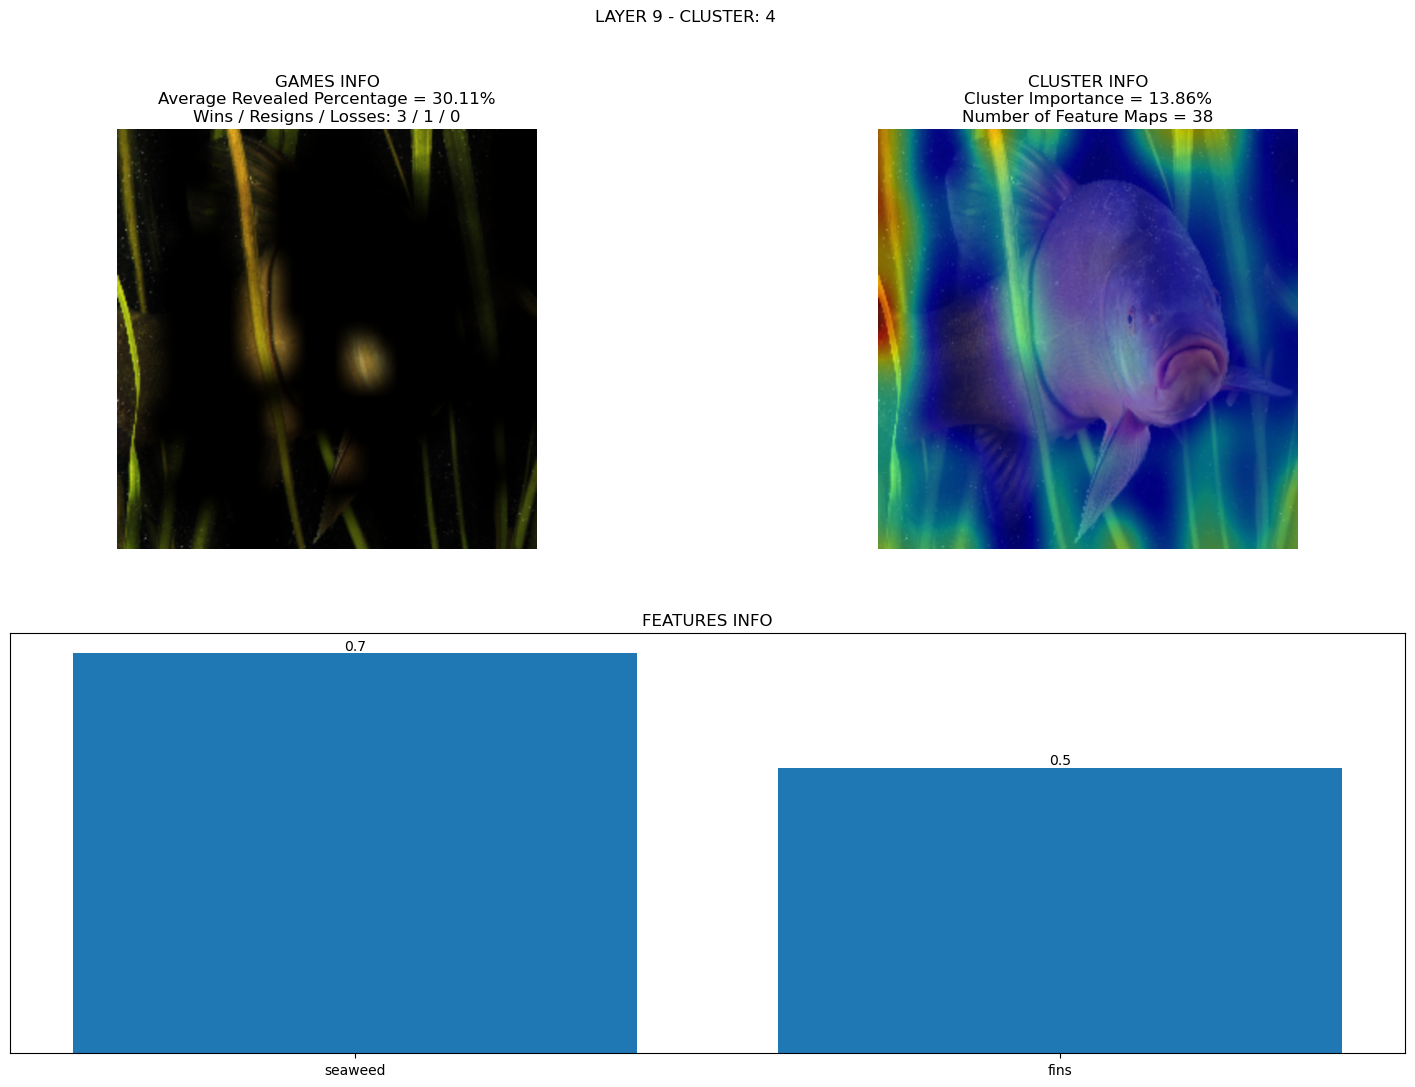 LAYER 9 - CLUSTER: 4
GAMES INFO
Average Revealed Percentage = 30.11%
Wins / Resigns / Losses: 3 / 1 / 0
CLUSTER INFO
Cluster Importance = 13.86%
Number of Feature Maps = 38
FEATURES INFO
0.7
0.5
seaweed
fins